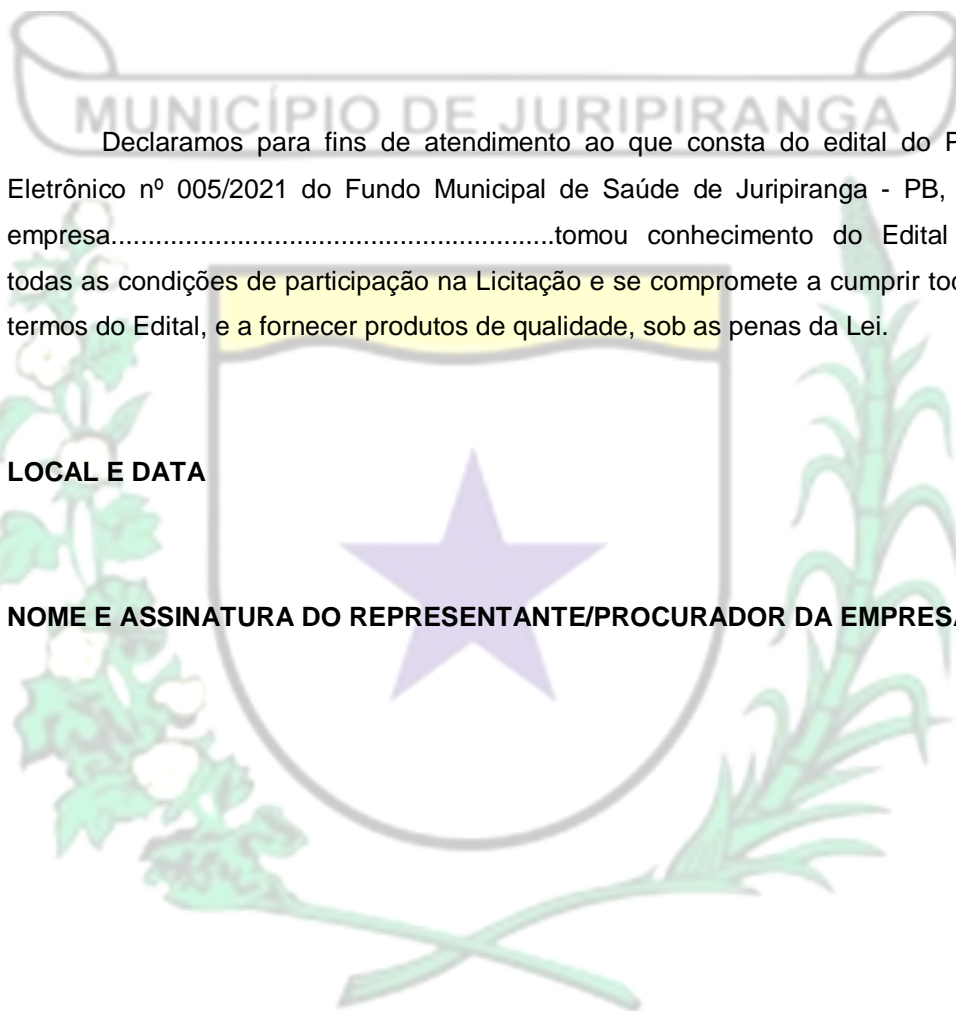 MUNICÍPIO DE JURIPIRANGA
Declaramos para fins de atendimento ao que consta do edital do P
Eletrônico nº 005/2021 do Fundo Municipal de Saúde de Juripiranga - PB,
empresa............................................................tomou conhecimento do Edital
todas as condições de participação na Licitação e se compromete a cumprir to
termos do Edital, e a fornecer produtos de qualidade, sob as penas da Lei.
LOCAL E DATA
NOME E ASSINATURA DO REPRESENTANTE/PROCURADOR DA EMPRESA